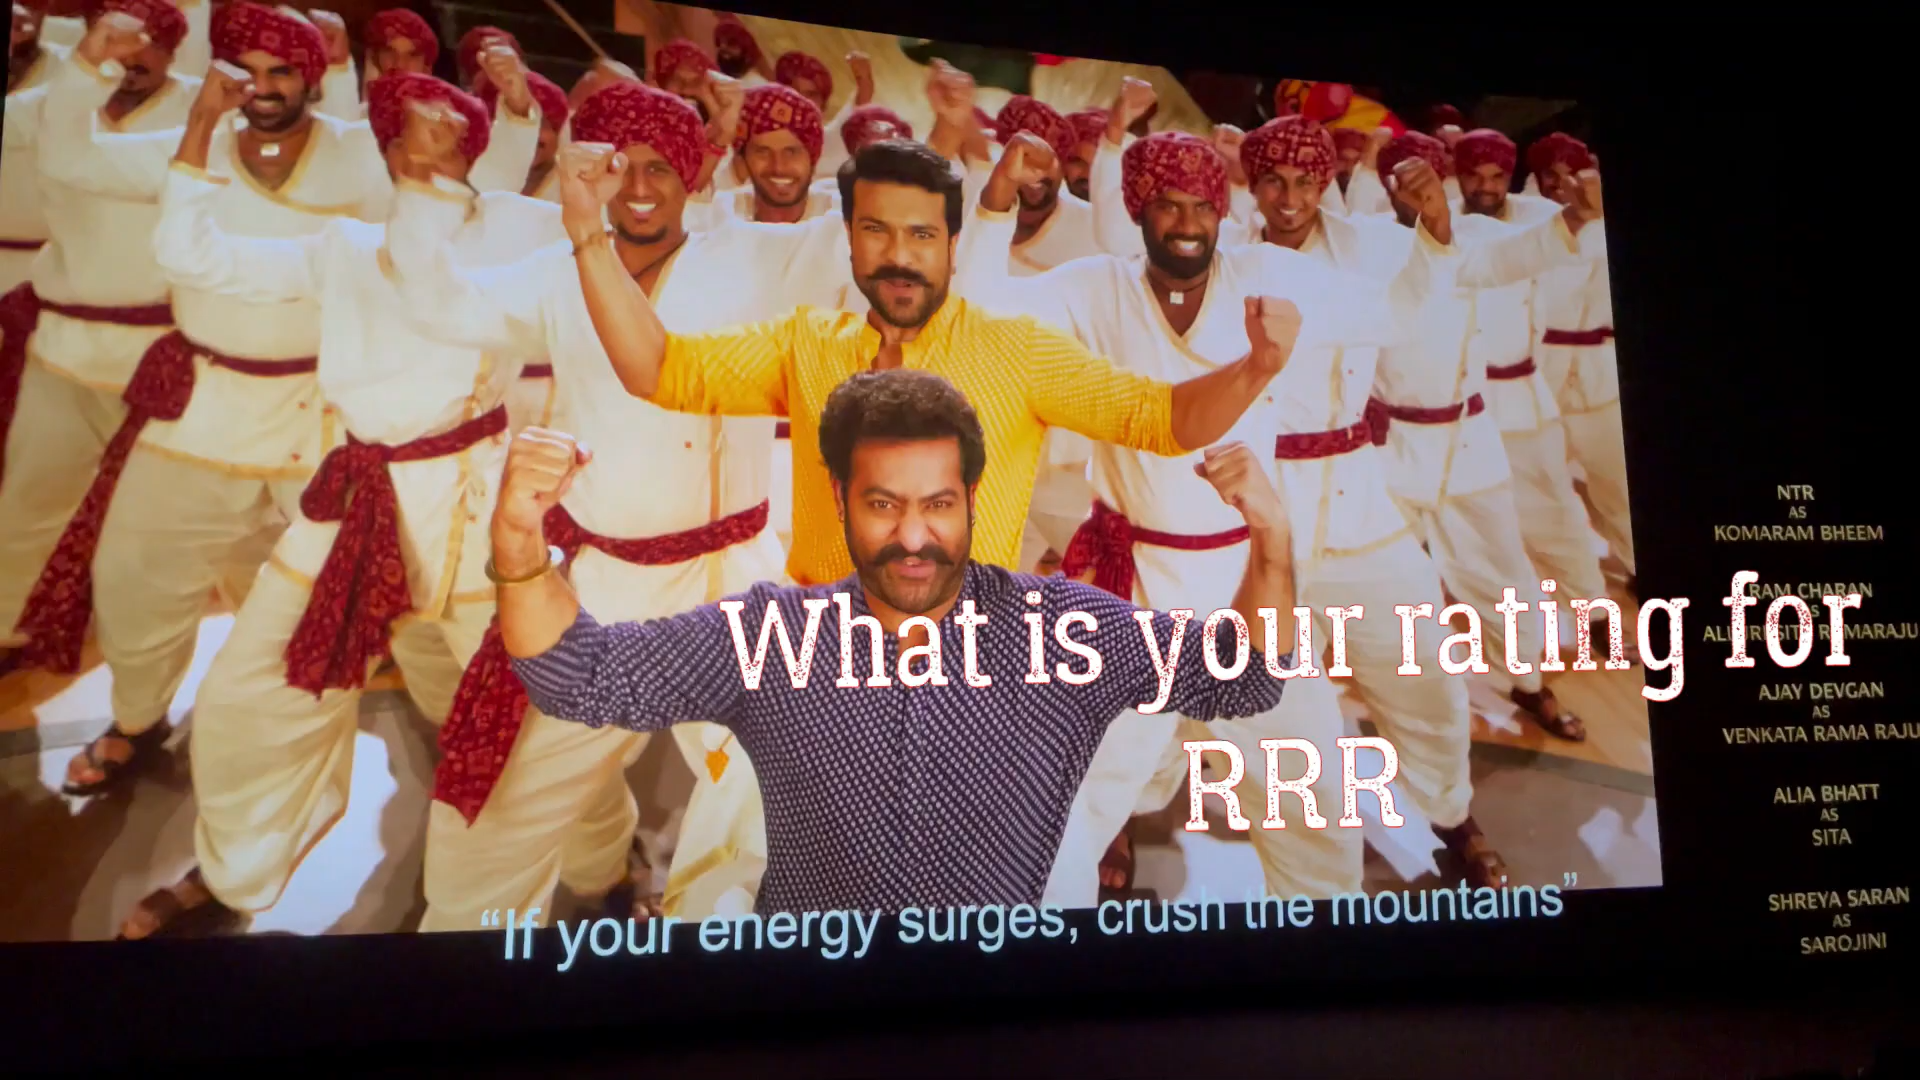 NTR
AS
KOMARAM BHEEM
RAM CHARAN
What is your rating for
RAMARAJU
AJAY DEVGAN
AS
VENKATA RAMA RAJU
RRR
ALIA BHATT
AS
SITA
“If your energy surges, crush the mountains”
SHREYA SARAN
AS
SAROJINI